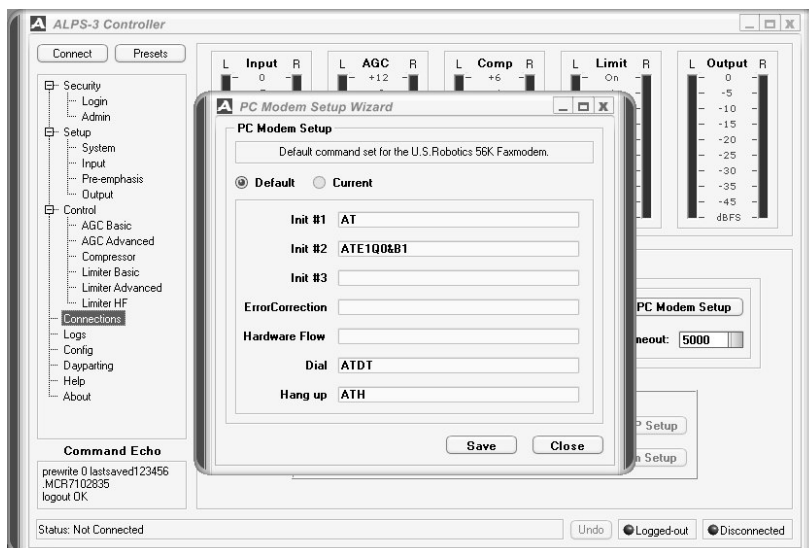 ALPS-3 Controller
Connect Presets
Security
Login
Admin
Setup
System
Input
Pre-emphasis
Output
Control
AGC Basic
AGC Advanced
Compressor
Limiter Basic
Limiter Advanced
Limiter HF
Connections
Logs
Config
Dayparting
Help
About
Command Echo
prewrite 0 lastsaved123456
.MCR7102835
logout OK
L Input R
0
L AGC R
+12
L Comp R
+6
L Limit R
On
L Output R
0
-5
-10
-15
-20
-25
-30
-35
-45
dBFS
PC Modem Setup Wizard
PC Modem Setup
Default command set for the U.S.Robotics 56K Faxmodem.
Default Current
Init #1 AT
Init #2 ATE1Q0&B1
Init #3
ErrorCorrection
Hardware Flow
Dial ATDT
Hang up ATH
Save Close
PC Modem Setup
neout: 5000
P Setup
Setup
Status: Not Connected
Undo Logged-out Disconnected